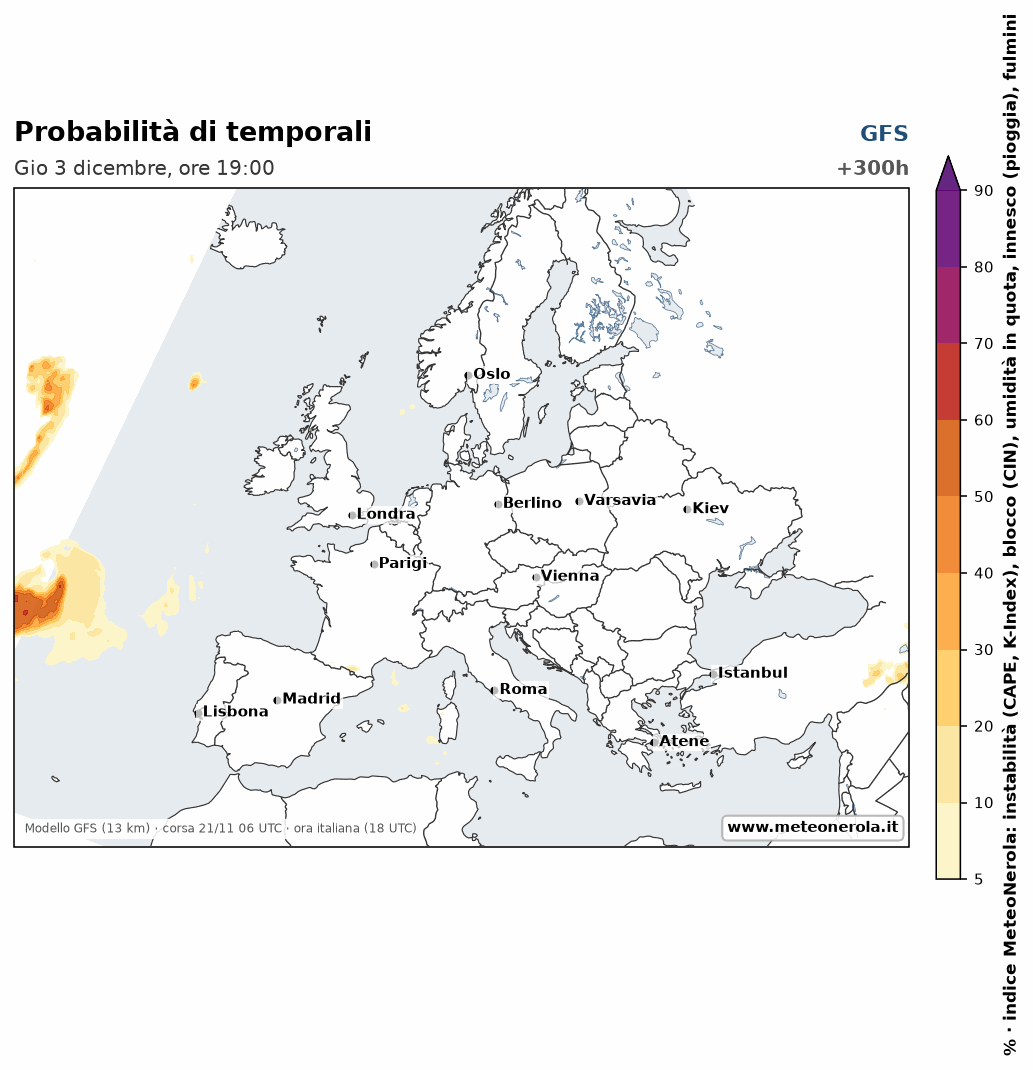 Probabilità di temporali
GFS
Gio 3 dicembre, ore 19:00
+300h
Oslo
Londra
Berlino
Varsavia
Kiev
Parigi
Vienna
Madrid
Lisbona
Roma
Istanbul
Atene
Modello GFS (13 km) · corsa 21/11 06 UTC · ora italiana (18 UTC)
www.meteonerola.it
90
80
70
60
50
40
30
20
10
5
% · indice MeteoNerola: instabilità (CAPE, K-Index), blocco (CIN), umidità in quota, innesco (pioggia), fulmini